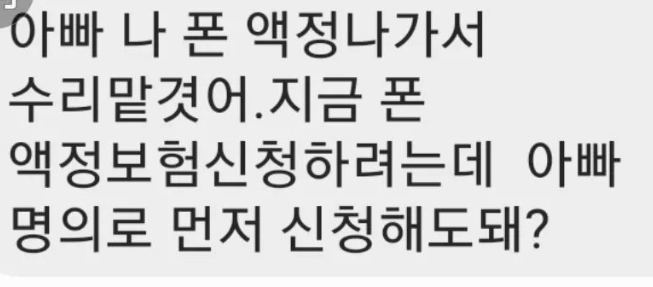 아빠 나 폰 액정나가서
수리맡겻어.지금 폰
액정보험신청하려는데 아빠
명의로 먼저 신청해도돼?